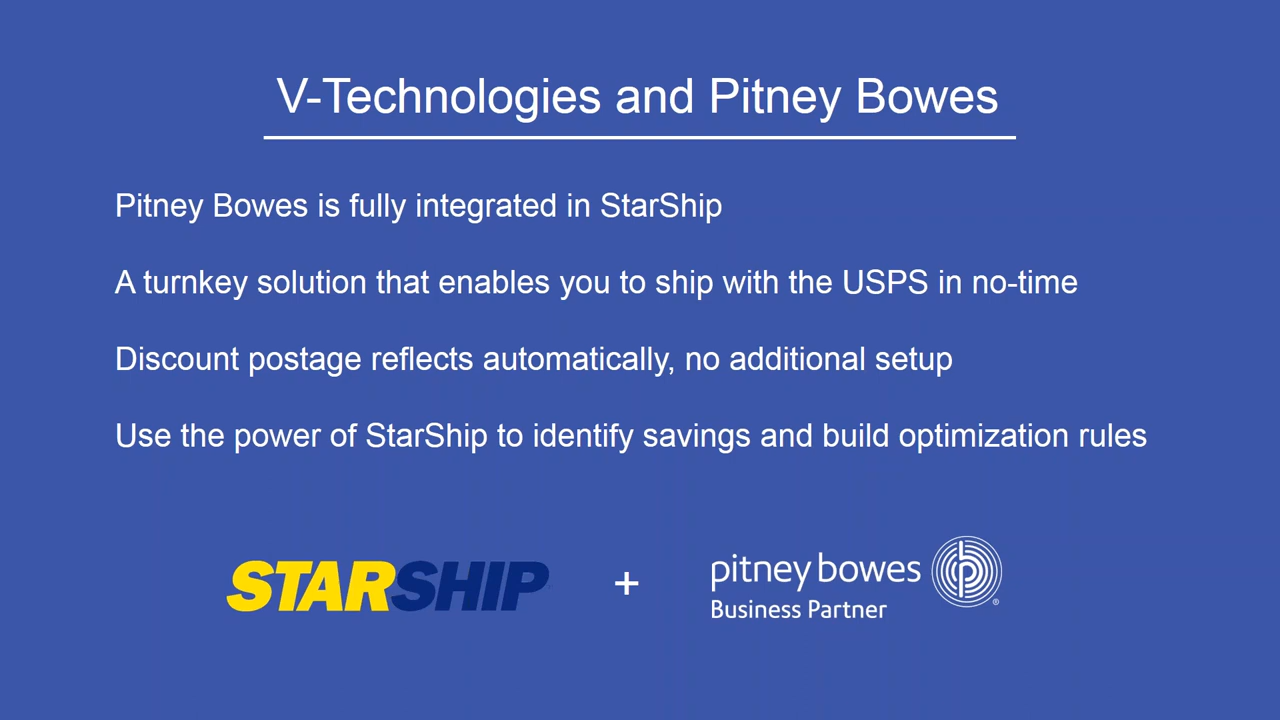 V-Technologies and Pitney Bowes
Pitney Bowes is fully integrated in StarShip
A turnkey solution that enables you to ship with the USPS in no-time
Discount postage reflects automatically, no additional setup
Use the power of StarShip to identify savings and build optimization rules
STARSHIP + pitney bowes ®
Business Partner